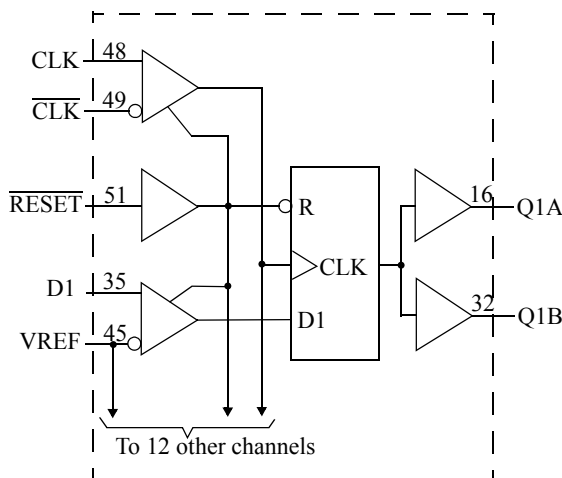 CLK 48
CLK 49
RESET 51
D1 35
VREF 45
R
CLK
D1
16 Q1A
32 Q1B
To 12 other channels